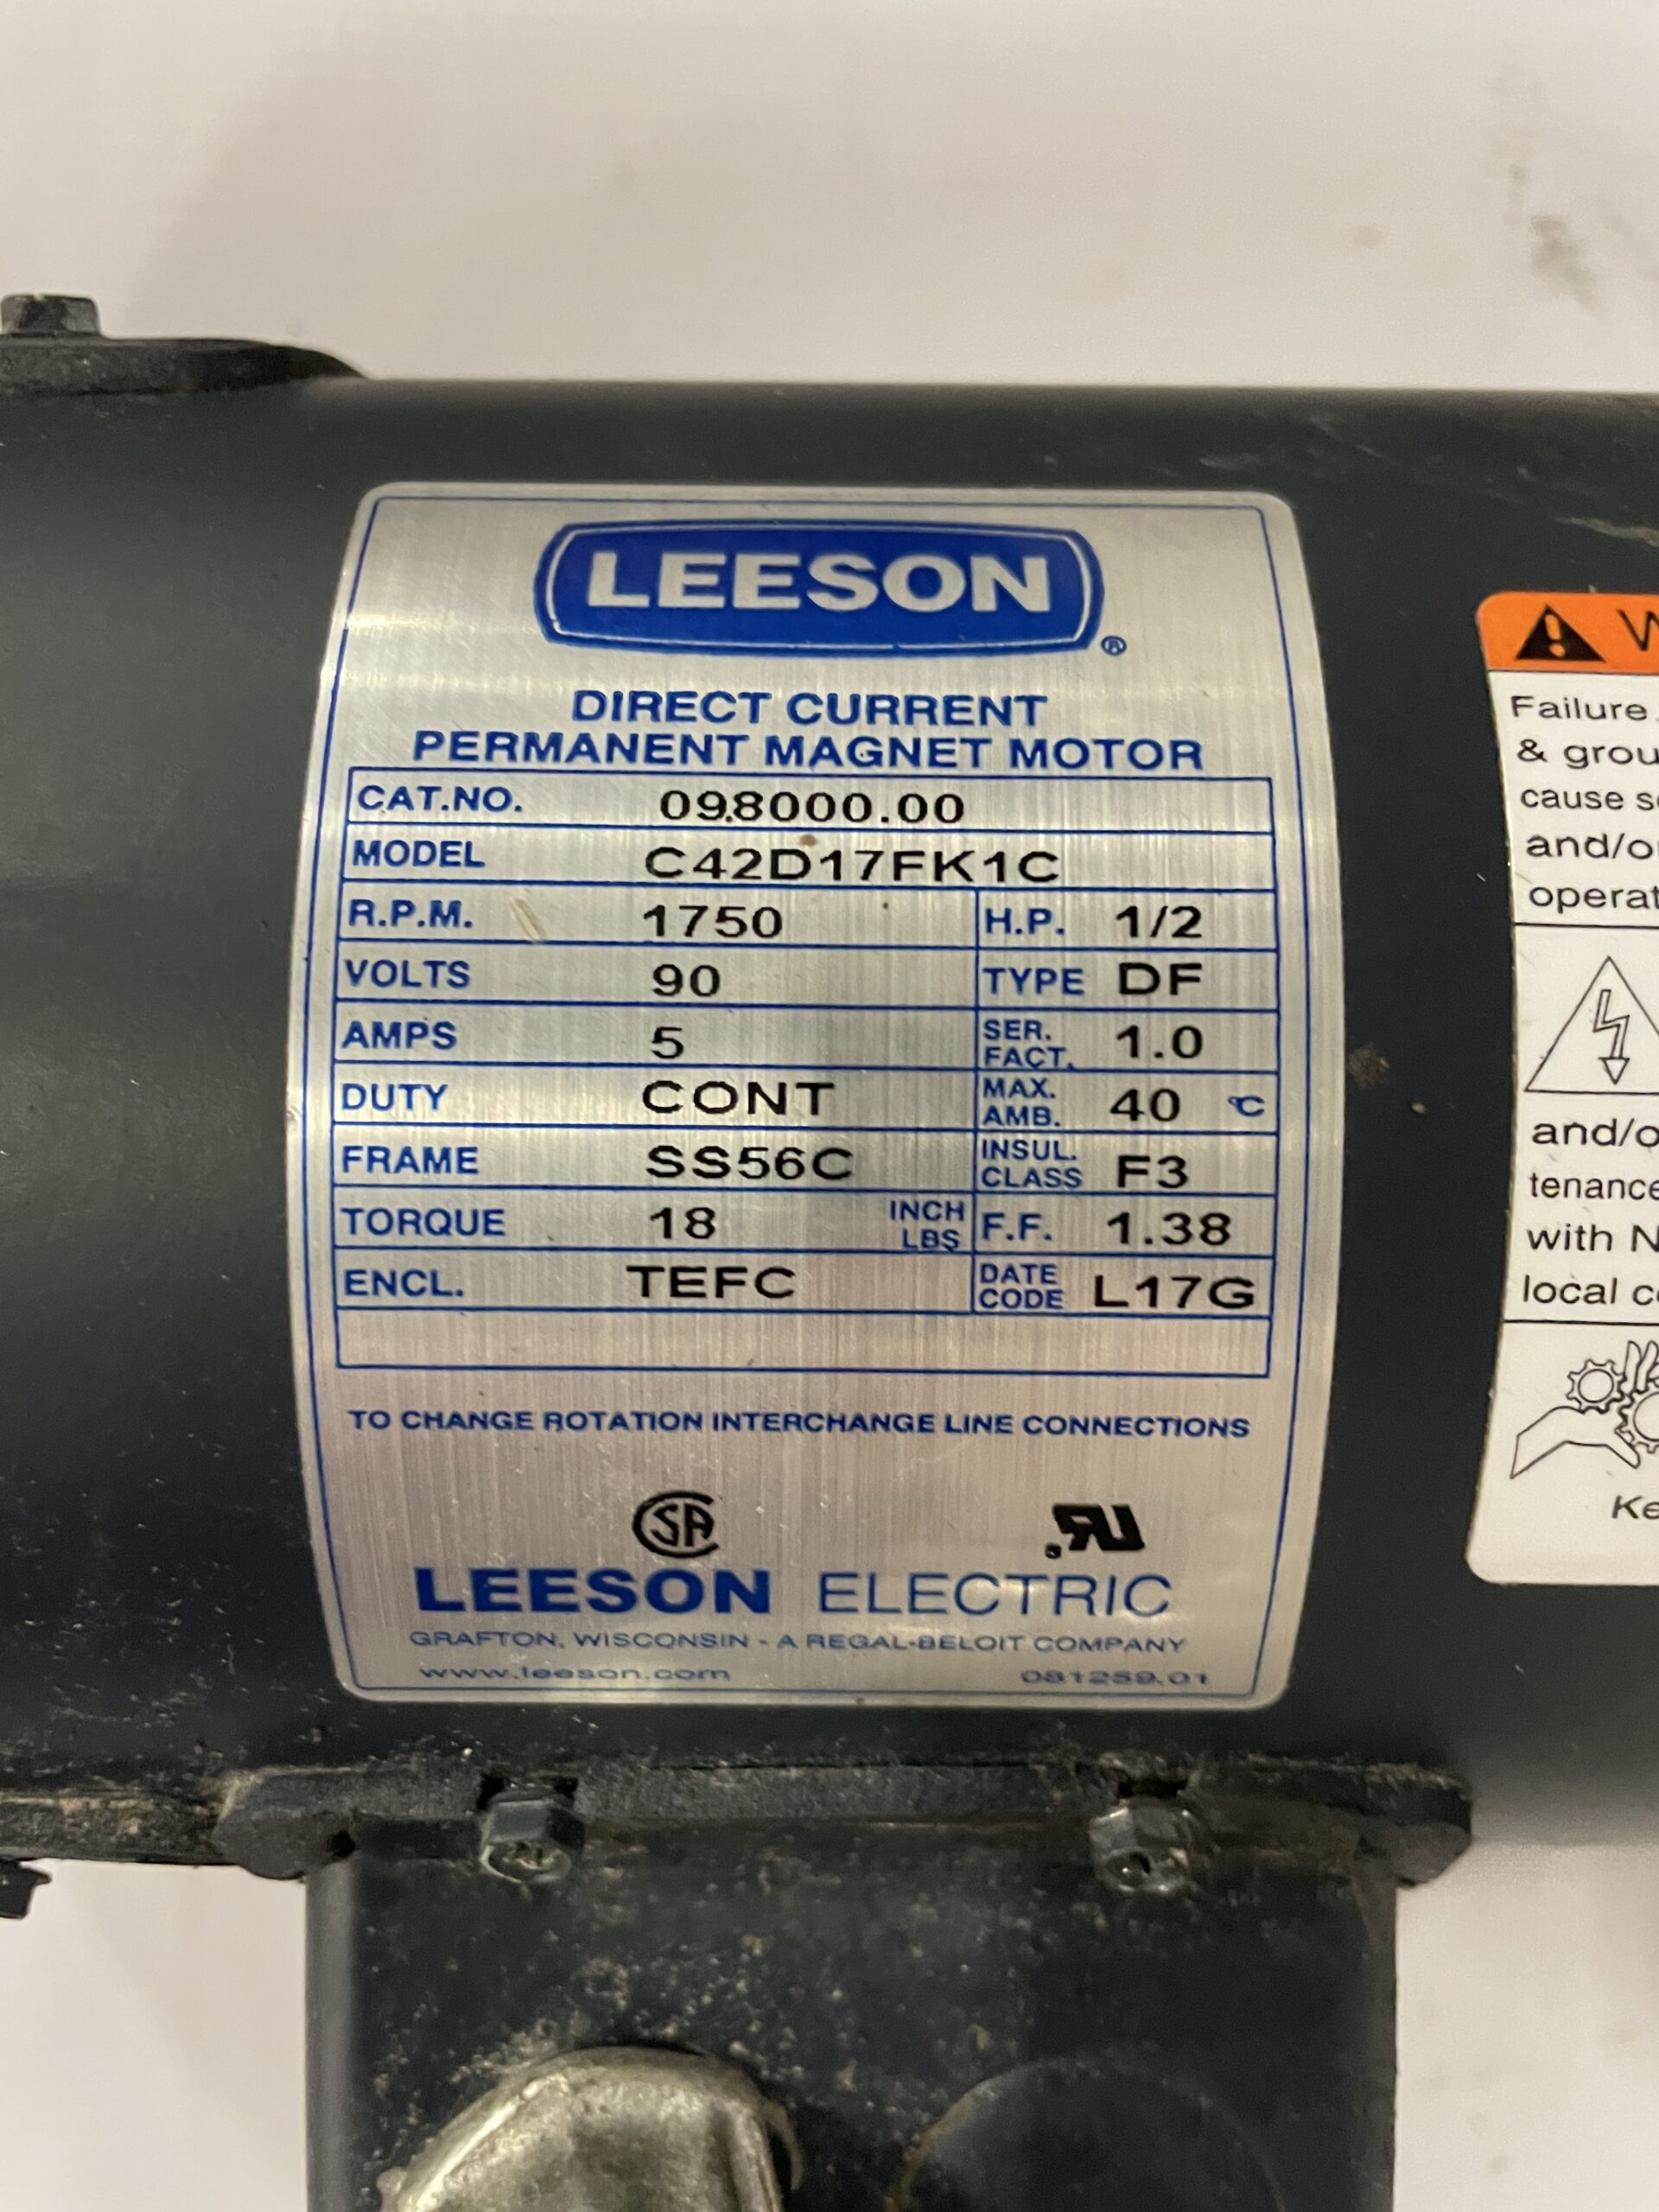 LEESON
®
DIRECT CURRENT
PERMANENT MAGNET MOTOR
CAT.NO. 098000.00
MODEL C42D17FK1C
R.P.M. 1750 H.P. 1/2
VOLTS 90 TYPE DF
AMPS 5 SER. FACT. 1.0
DUTY CONT MAX. AMB. 40 °C
FRAME SS56C INSUL. CLASS F3
TORQUE 18 INCH LBS F.F. 1.38
ENCL. TEFC DATE CODE L17G
TO CHANGE ROTATION INTERCHANGE LINE CONNECTIONS
LEESON ELECTRIC
GRAFTON, WISCONSIN - A REGAL-BELOIT COMPANY
www.leeson.com 081259.01
Failure
& grou
cause s
and/o
operat
and/o
tenance
with N
local c
Ke